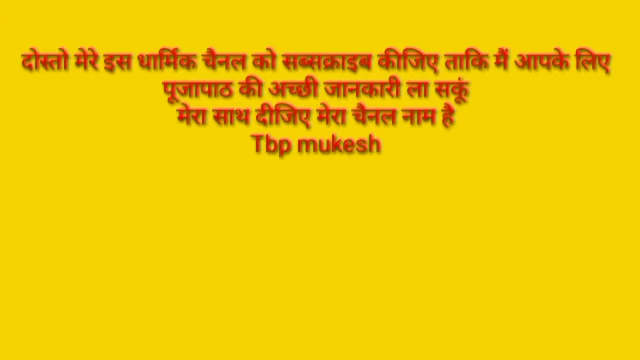 दोस्तो मेरे इस धार्मिक चैनल को सब्सक्राइब कीजिए ताकि मैं आपके लिए
पूजापाठ की अच्छी जानकारी ला सकूं
मेरा साथ दीजिए मेरा चैनल नाम है
Tbp mukesh